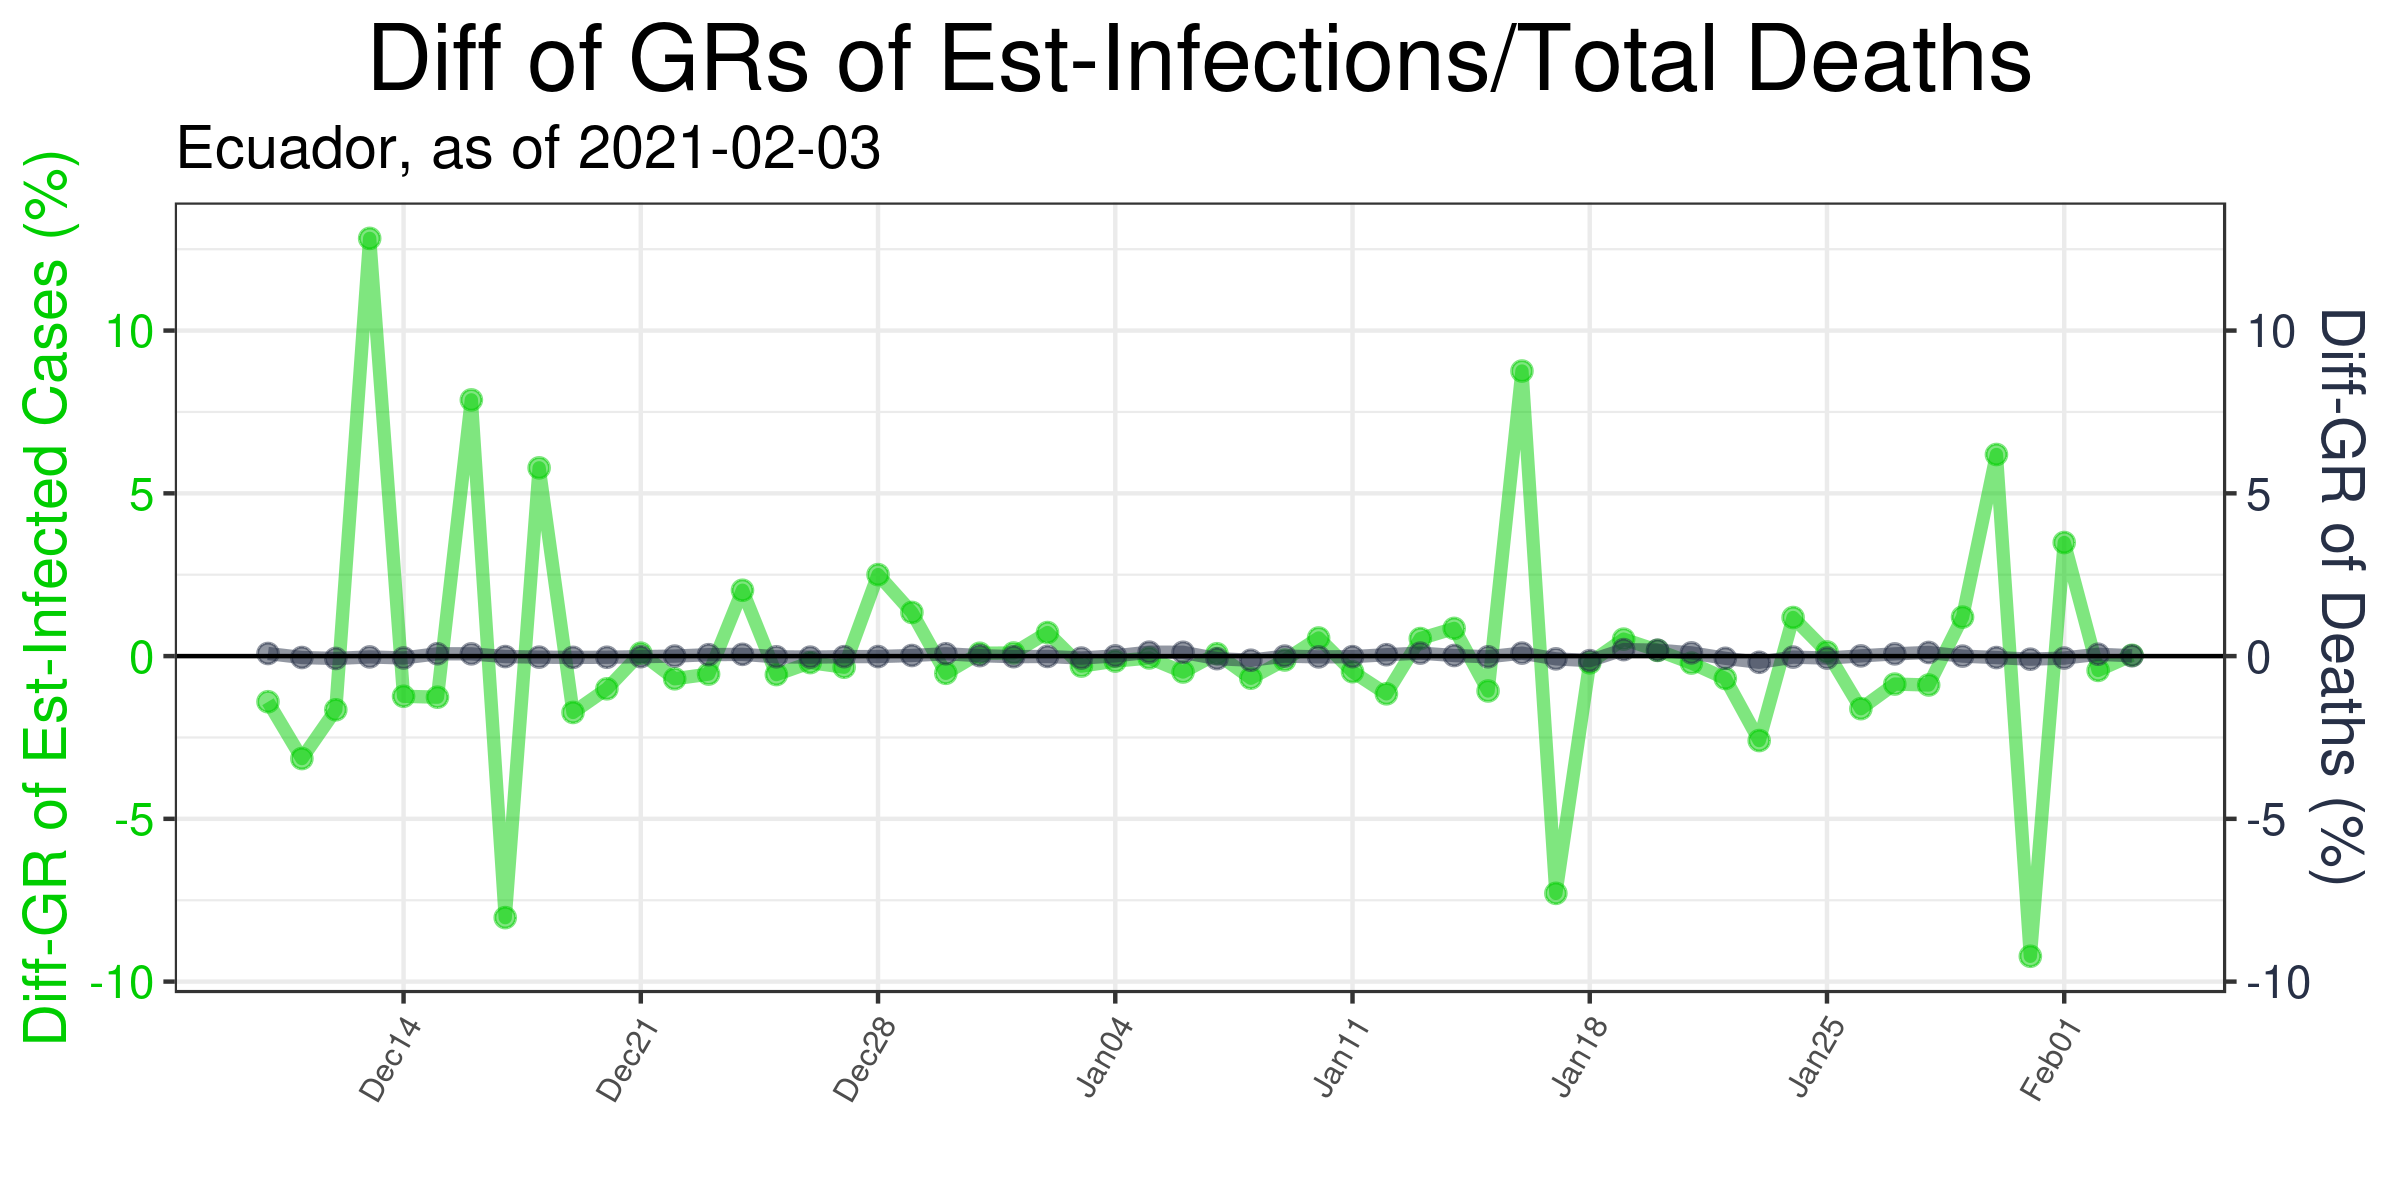 Diff of GRs of Est-Infections/Total Deaths
Ecuador, as of 2021-02-03
Diff-GR of Est-Infected Cases (%)
10
5
0
-5
-10
10
5
0
-5
-10
Diff-GR of Deaths (%)
Dec14
Dec21
Dec28
Jan04
Jan11
Jan18
Jan25
Feb01